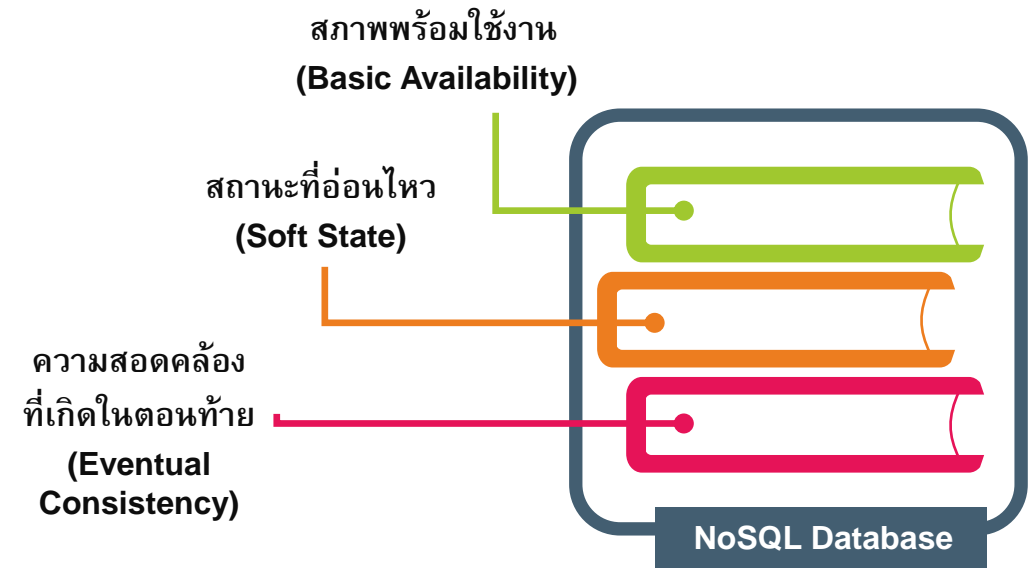 สภาพพร้อมใช้งาน
(Basic Availability)
สถานะที่อ่อนไหว
(Soft State)
ความสอดคล้อง
ที่เกิดในตอนท้าย
(Eventual
Consistency)
NoSQL Database